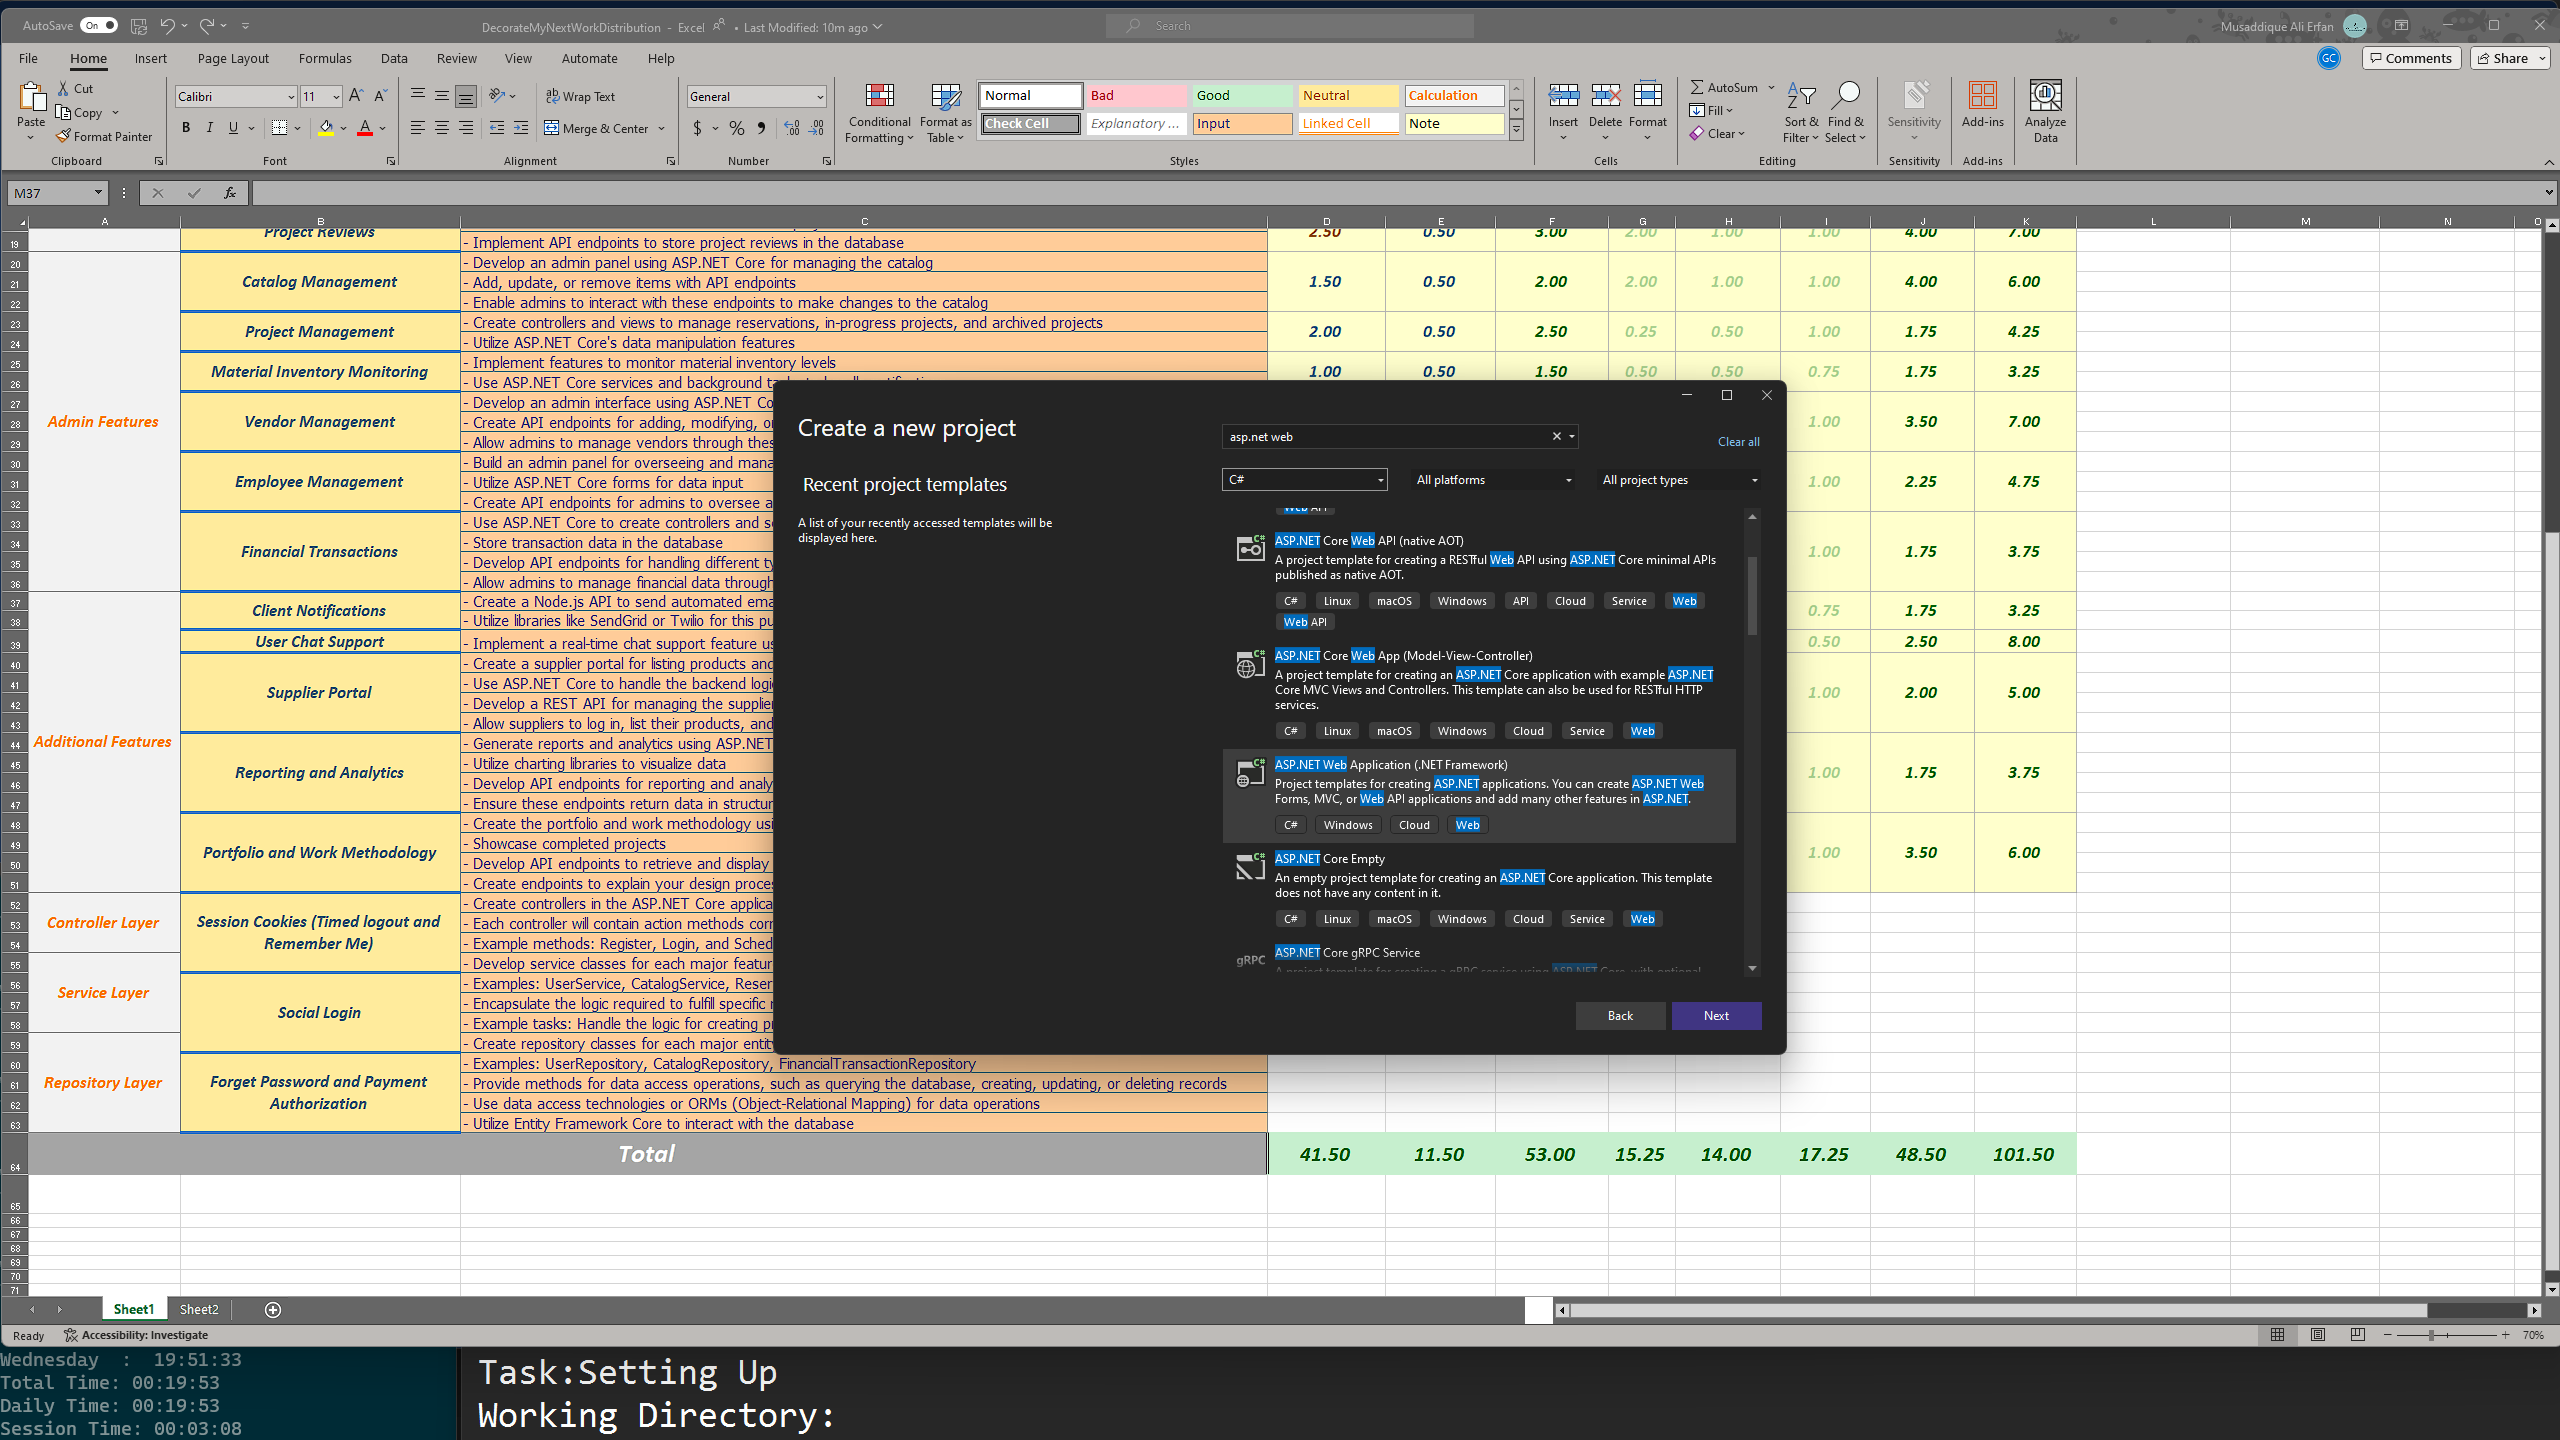 AutoSave On
DecorateMyNextWorkDistribution - Excel • Last Modified: 10m ago
Search
Musaddique Ali Erfan
File Home Insert Page Layout Formulas Data Review View Automate Help
GC Comments Share
Paste Cut Copy Format Painter
Calibri 11
B I U
Wrap Text
Merge & Center
General
$ % ,
Conditional Formatting
Format as Table
Normal Bad Good Neutral Calculation
Check Cell Explanatory ... Input Linked Cell Note
Insert Delete Format
AutoSum
Fill
Clear
Sort & Filter
Find & Select
Sensitivity
Add-ins
Analyze Data
Clipboard Font Alignment Number Styles Cells Editing Sensitivity Add-ins
M37 fx
A B C D E F G H I J K L M N O
19 Project Reviews - Implement API endpoints to store project reviews in the database 2.50 0.50 3.00 2.00 1.00 1.00 4.00 7.00
20 - Develop an admin panel using ASP.NET Core for managing the catalog
21 Catalog Management - Add, update, or remove items with API endpoints 1.50 0.50 2.00 2.00 1.00 1.00 4.00 6.00
22 - Enable admins to interact with these endpoints to make changes to the catalog
23 - Create controllers and views to manage reservations, in-progress projects, and archived projects
Project Management 2.00 0.50 2.50 0.25 0.50 1.00 1.75 4.25
24 - Utilize ASP.NET Core's data manipulation features
25 - Implement features to monitor material inventory levels
Material Inventory Monitoring 1.00 0.50 1.50 0.50 0.50 0.75 1.75 3.25
26 - Use ASP.NET Core services and background
27 - Develop an admin interface using ASP.NET
28 Admin Features Vendor Management - Create API endpoints for adding, modifying, 1.00 3.50 7.00
29 - Allow admins to manage vendors through
30 - Build an admin panel for overseeing and
31 Employee Management - Utilize ASP.NET Core forms for data input 1.00 2.25 4.75
32 - Create API endpoints for admins to oversee
33 - Use ASP.NET Core to create controllers and
34 - Store transaction data in the database
Financial Transactions 1.00 1.75 3.75
35 - Develop API endpoints for handling different
36 - Allow admins to manage financial data through
37 - Create a Node.js API to send automated
Client Notifications 0.75 1.75 3.25
38 - Utilize libraries like SendGrid or Twilio for this
39 User Chat Support - Implement a real-time chat support feature 0.50 2.50 8.00
40 - Create a supplier portal for listing products
41 - Use ASP.NET Core to handle the backend
Supplier Portal 1.00 2.00 5.00
42 - Develop a REST API for managing the
43 - Allow suppliers to log in, list their products,
44 Additional Features - Generate reports and analytics using ASP.NET
45 - Utilize charting libraries to visualize data
Reporting and Analytics 1.00 1.75 3.75
46 - Develop API endpoints for reporting and
47 - Ensure these endpoints return data in
48 - Create the portfolio and work methodology
49 - Showcase completed projects
Portfolio and Work Methodology 1.00 3.50 6.00
50 - Develop API endpoints to retrieve and display
51 - Create endpoints to explain your design
52 - Create controllers in the ASP.NET Core
53 Controller Layer Session Cookies (Timed logout and Remember Me) - Each controller will contain action methods
54 - Example methods: Register, Login, and
55 - Develop service classes for each major
56 - Examples: UserService, CatalogService,
57 Service Layer Social Login - Encapsulate the logic required to fulfill specific
58 - Example tasks: Handle the logic for creating
59 - Create repository classes for each major
60 - Examples: UserRepository, CatalogRepository, FinancialTransactionRepository
61 Repository Layer Forget Password and Payment Authorization - Provide methods for data access operations, such as querying the database, creating, updating, or deleting records
62 - Use data access technologies or ORMs (Object-Relational Mapping) for data operations
63 - Utilize Entity Framework Core to interact with the database
64 Total 41.50 11.50 53.00 15.25 14.00 17.25 48.50 101.50
65
66
67
68
69
70
71
Create a new project
asp.net web
Clear all
Recent project templates
C# All platforms All project types
A list of your recently accessed templates will be
displayed here.
Web API
ASP.NET Core Web API (native AOT)
A project template for creating a RESTful Web API using ASP.NET Core minimal APIs
published as native AOT.
C# Linux macOS Windows API Cloud Service Web
Web API
ASP.NET Core Web App (Model-View-Controller)
A project template for creating an ASP.NET Core application with example ASP.NET
Core MVC Views and Controllers. This template can also be used for RESTful HTTP
services.
C# Linux macOS Windows Cloud Service Web
ASP.NET Web Application (.NET Framework)
Project templates for creating ASP.NET applications. You can create ASP.NET Web
Forms, MVC, or Web API applications and add many other features in ASP.NET.
C# Windows Cloud Web
ASP.NET Core Empty
An empty project template for creating an ASP.NET Core application. This template
does not have any content in it.
C# Linux macOS Windows Cloud Service Web
gRPC ASP.NET Core gRPC Service
A project template for creating a gRPC service using ASP.NET Core, with optional
Back Next
Sheet1 Sheet2
Ready Accessibility: Investigate 70%
Wednesday : 19:51:33
Total Time: 00:19:53
Daily Time: 00:19:53
Session Time: 00:03:08
Task:Setting Up
Working Directory: